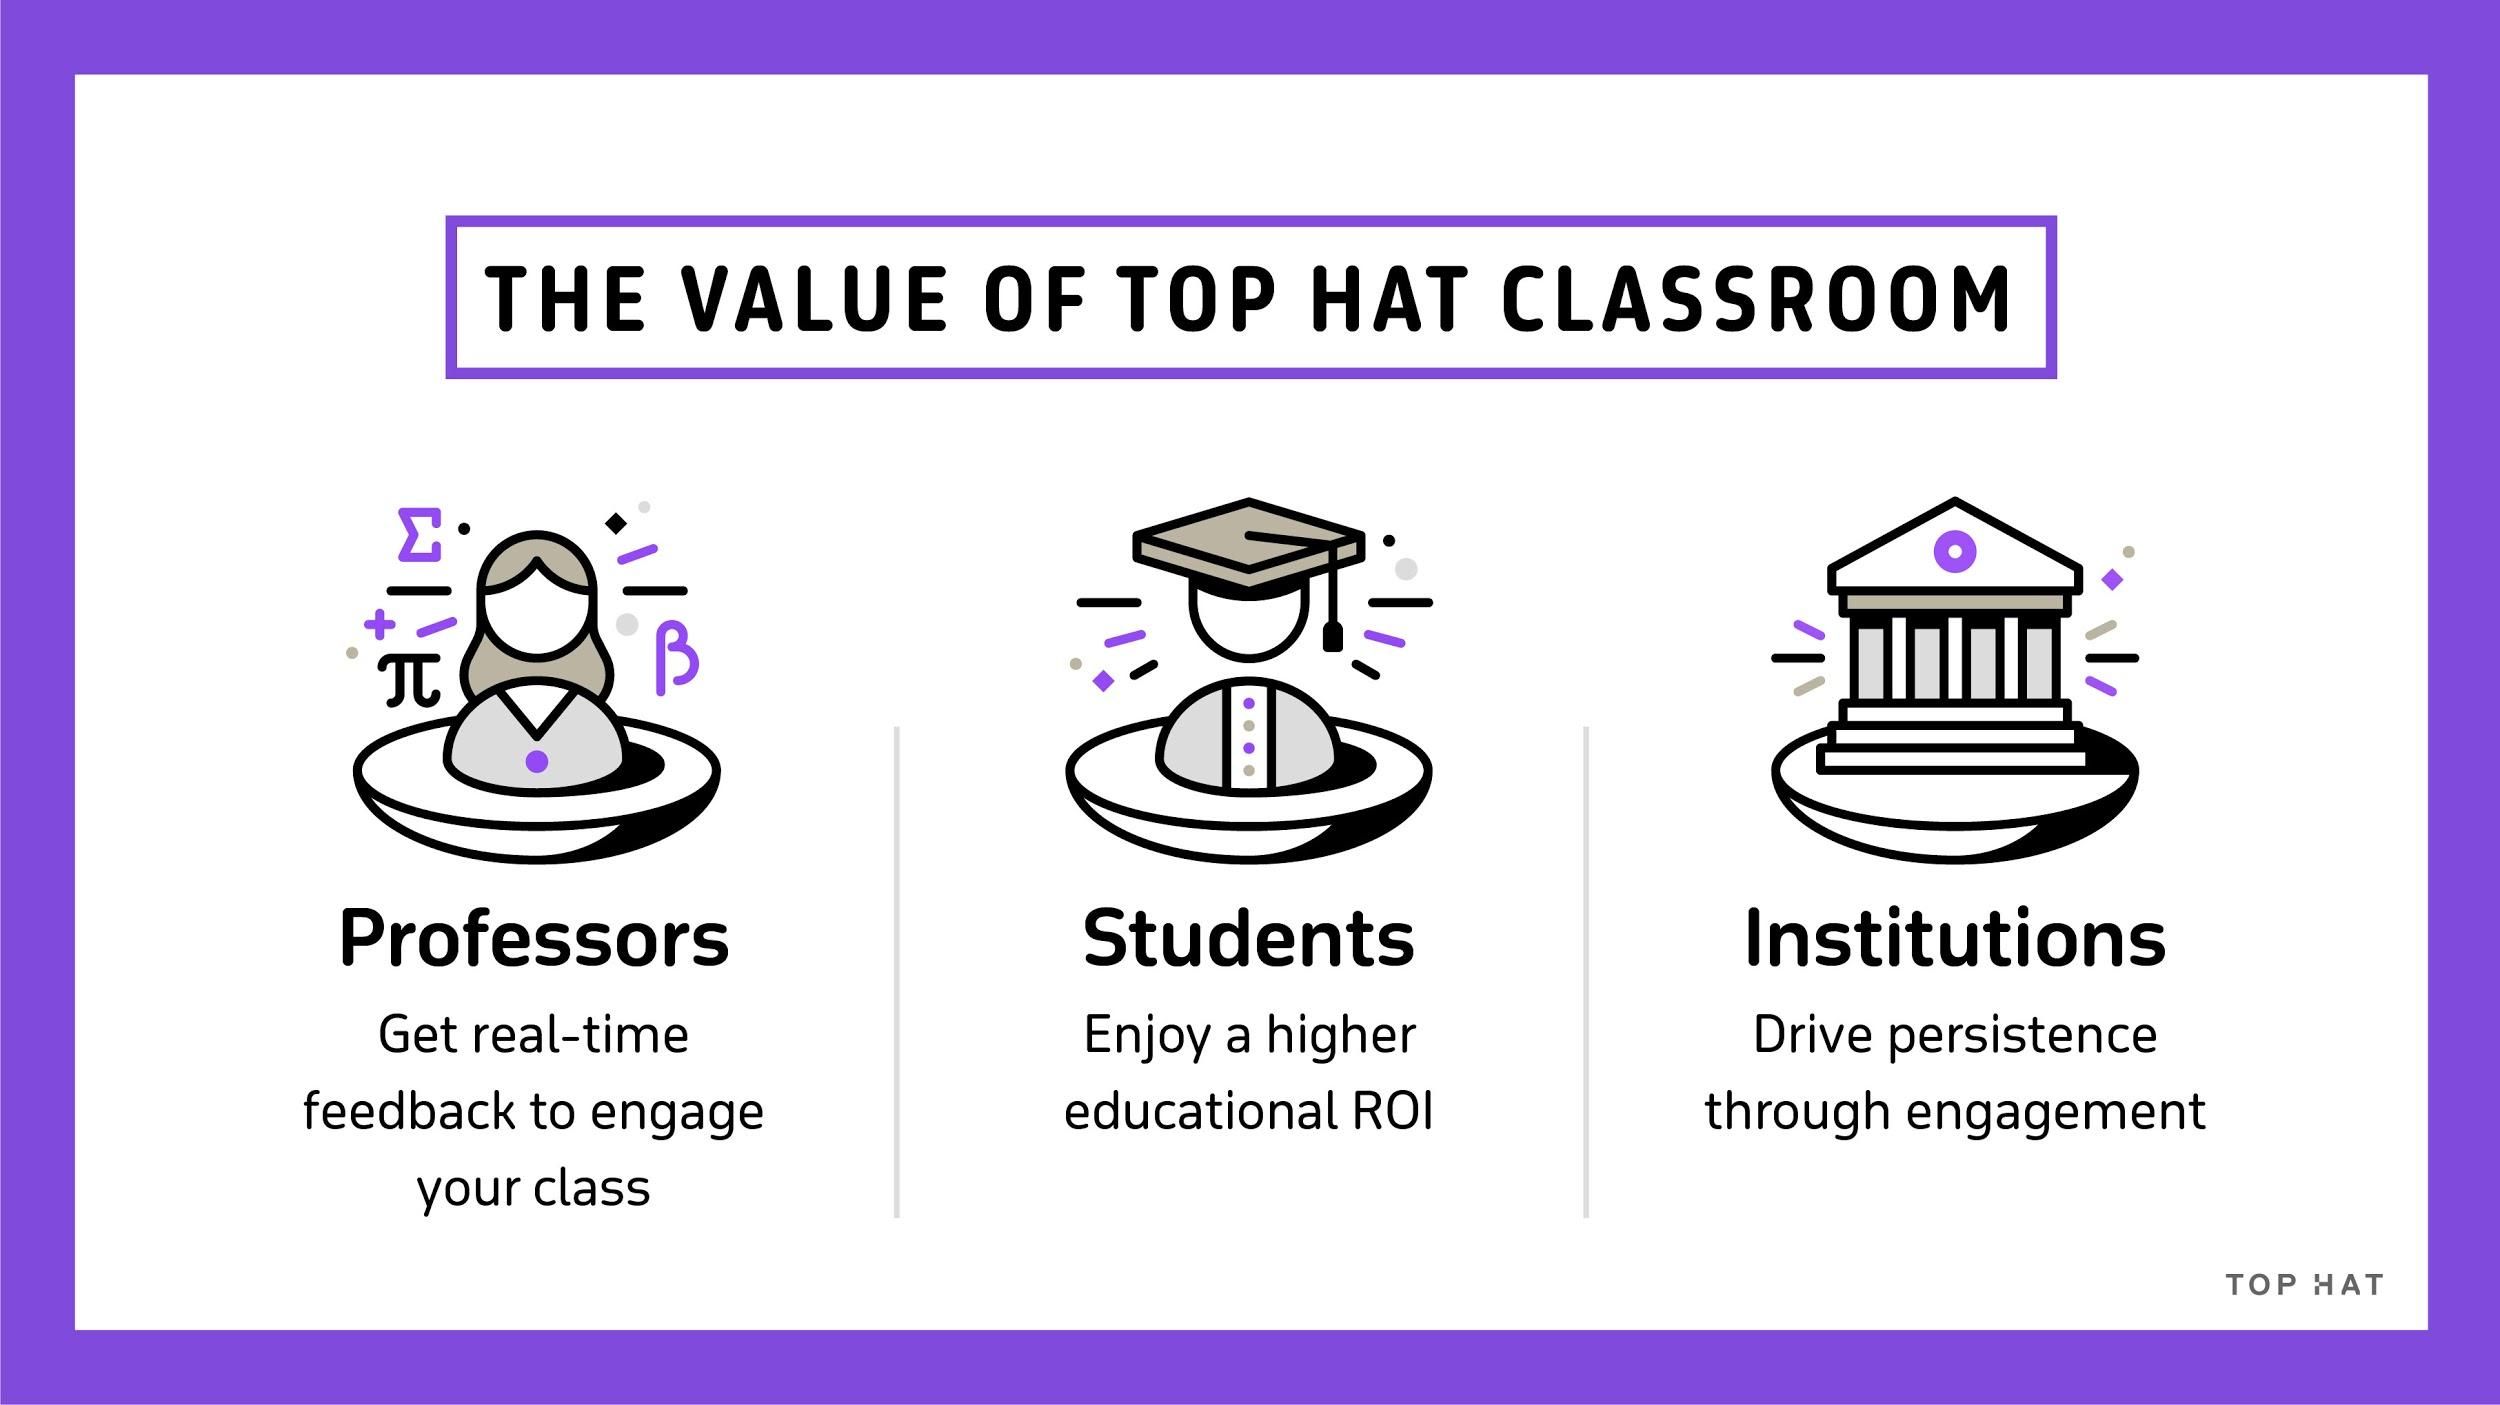 THE VALUE OF TOP HAT CLASSROOM
Σ
+
π
β
Professors
Get real-time
feedback to engage
your class
Students
Enjoy a higher
educational ROI
Institutions
Drive persistence
through engagement
TOP HAT